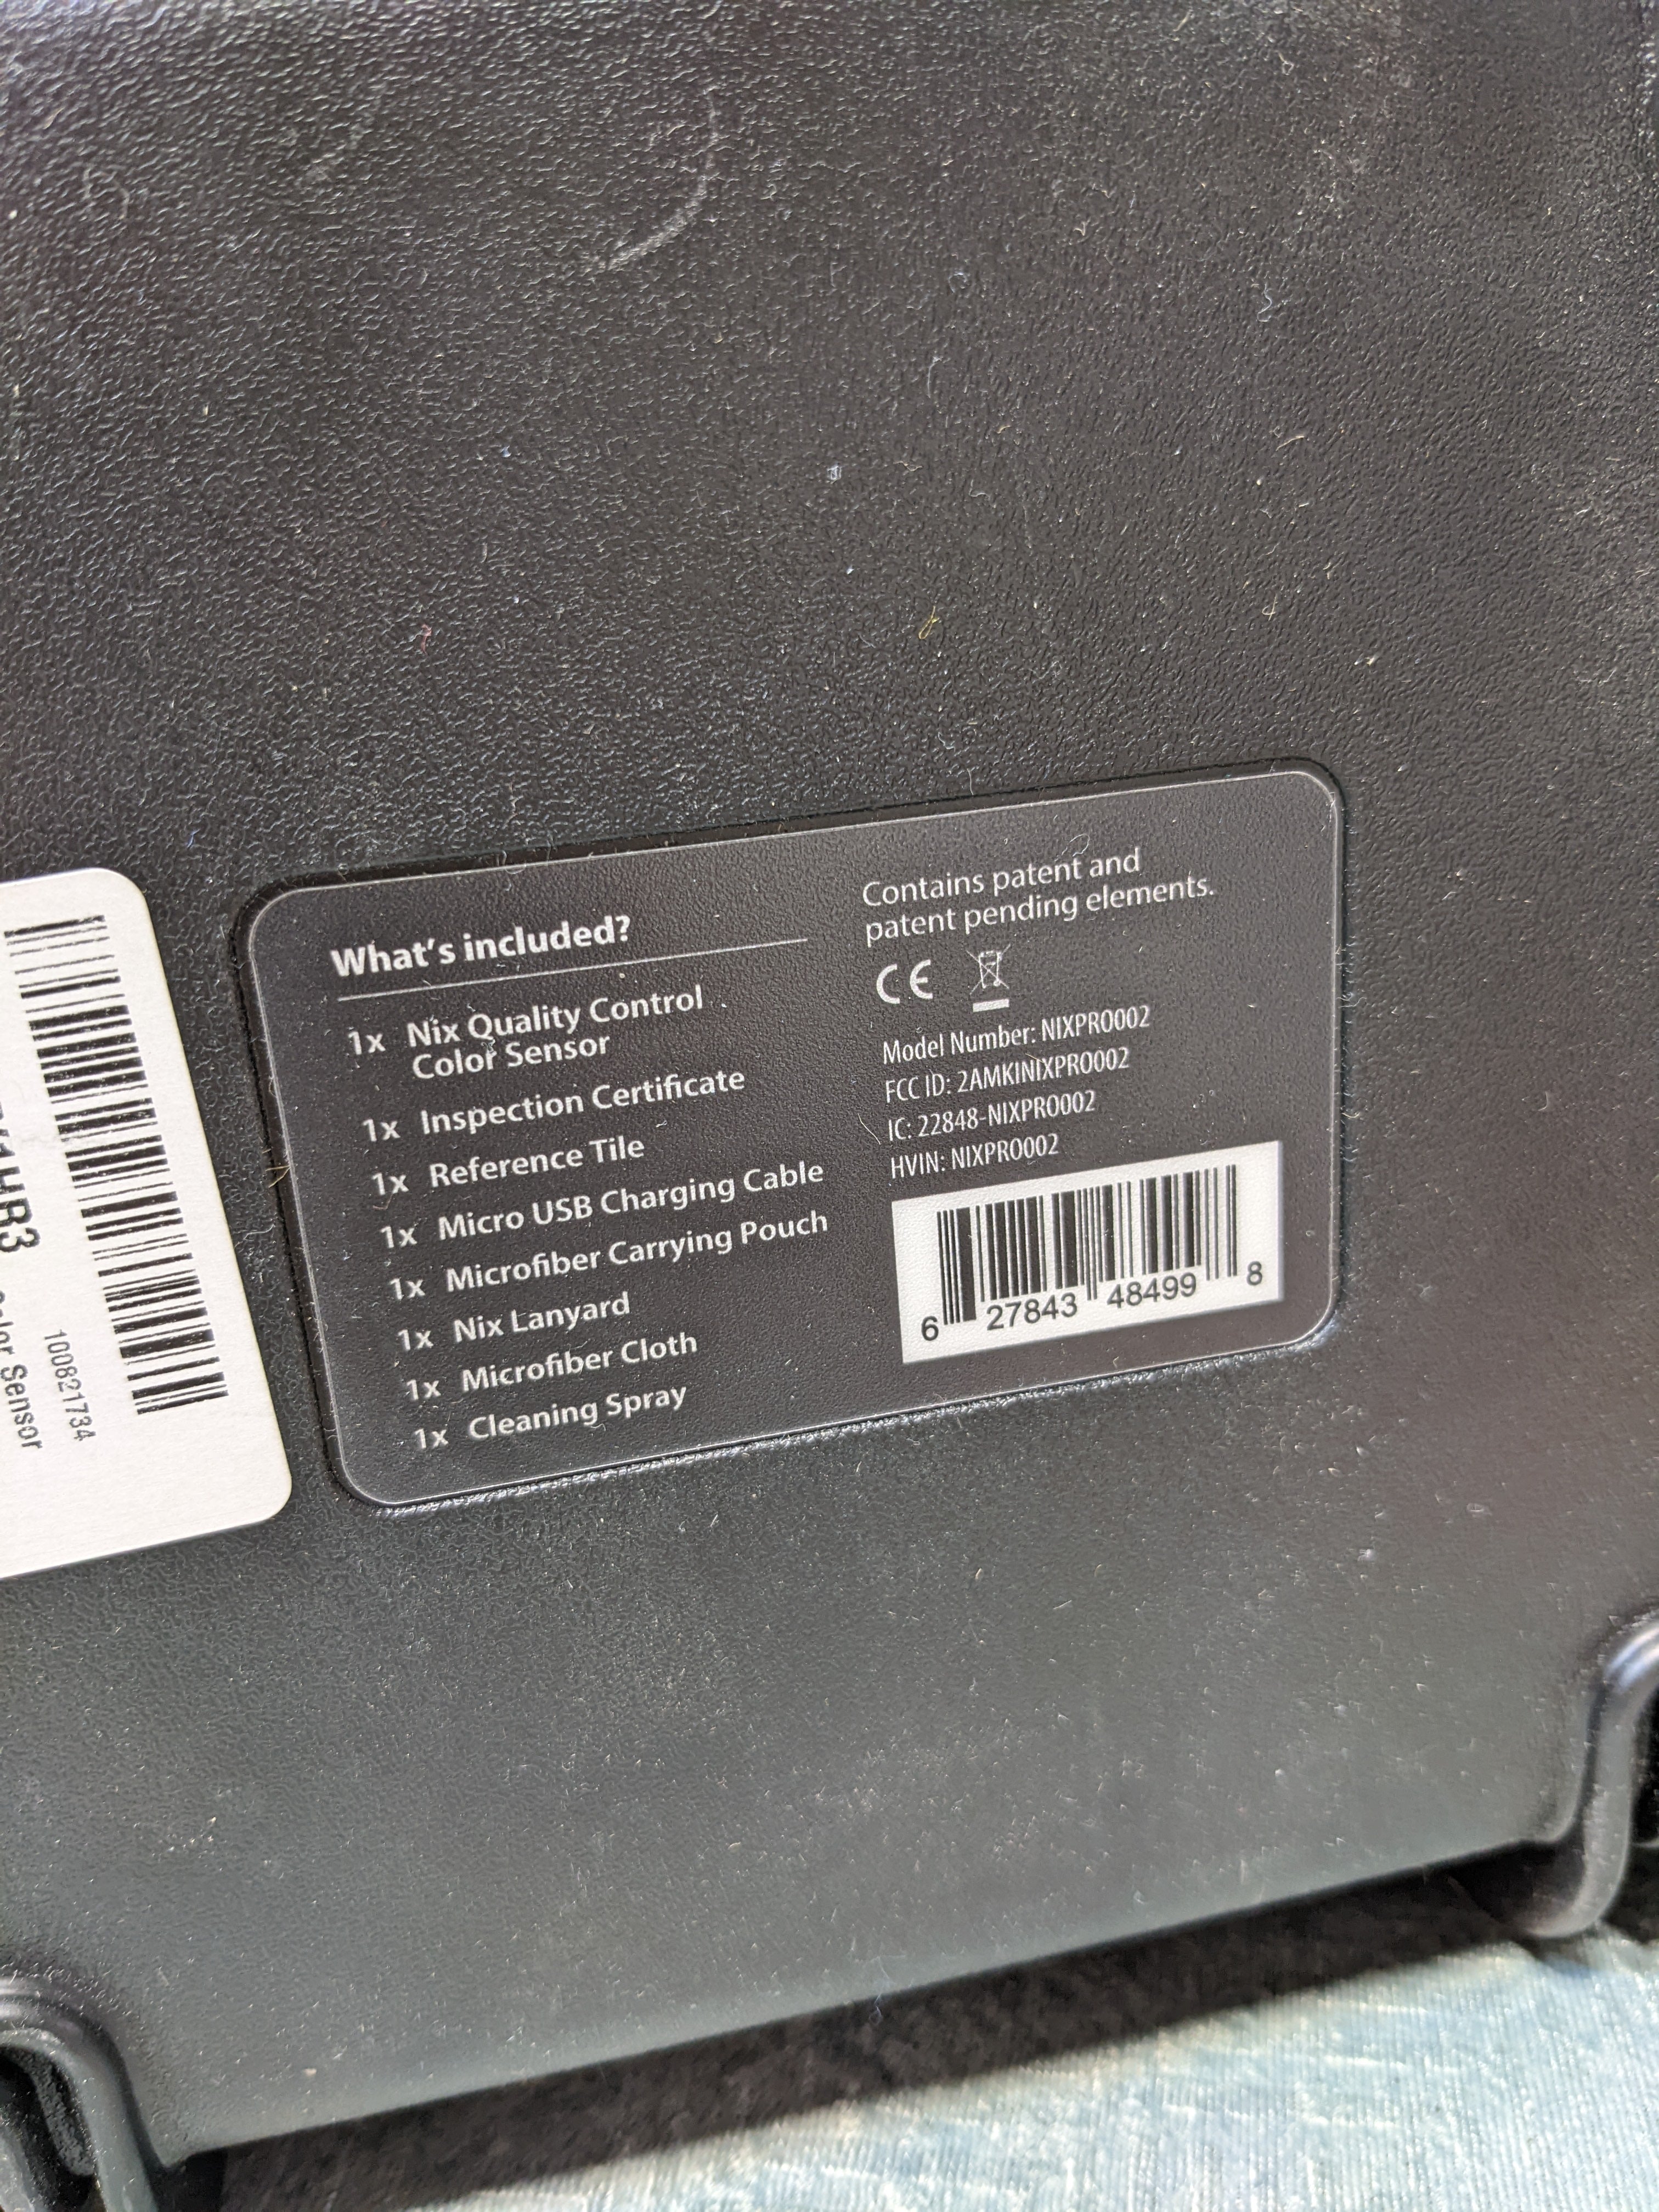 What's included?
1x Nix Quality Control
Color Sensor
1x Inspection Certificate
1x Reference Tile
1x Micro USB Charging Cable
1x Microfiber Carrying Pouch
1x Nix Lanyard
1x Microfiber Cloth
1x Cleaning Spray
Contains patent and
patent pending elements.
CE
Model Number: NIXPRO002
FCC ID: 2AMKINIXPRO002
IC: 22848-NIXPRO002
HVIN: NIXPRO002
6 27843 48499 8
Sensor
100821734